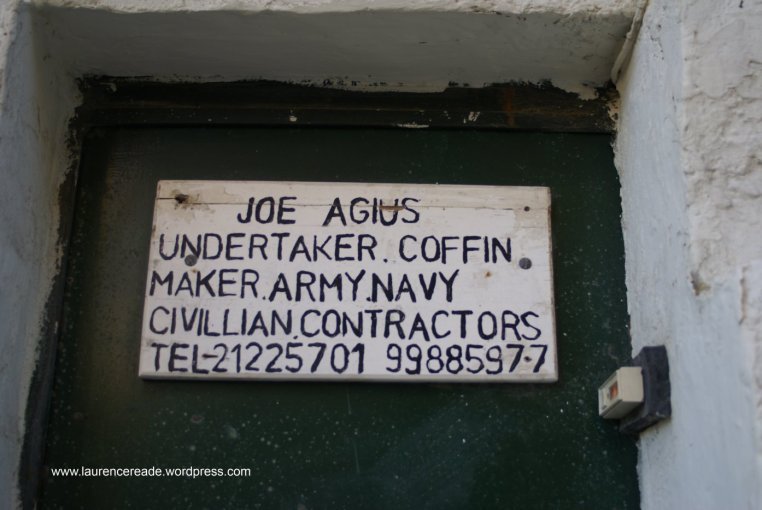 JOE AGIUS
UNDERTAKER. COFFIN
MAKER.ARMY.NAVY
CIVILLIAN.CONTRACTORS
TEL-21225701 9988597-7
www.laurencereade.wordpress.com